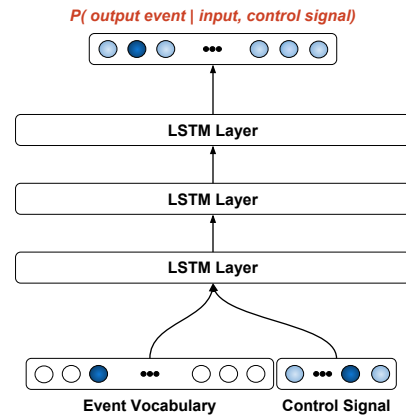 P( output event | input, control signal)
LSTM Layer
LSTM Layer
LSTM Layer
Event Vocabulary Control Signal